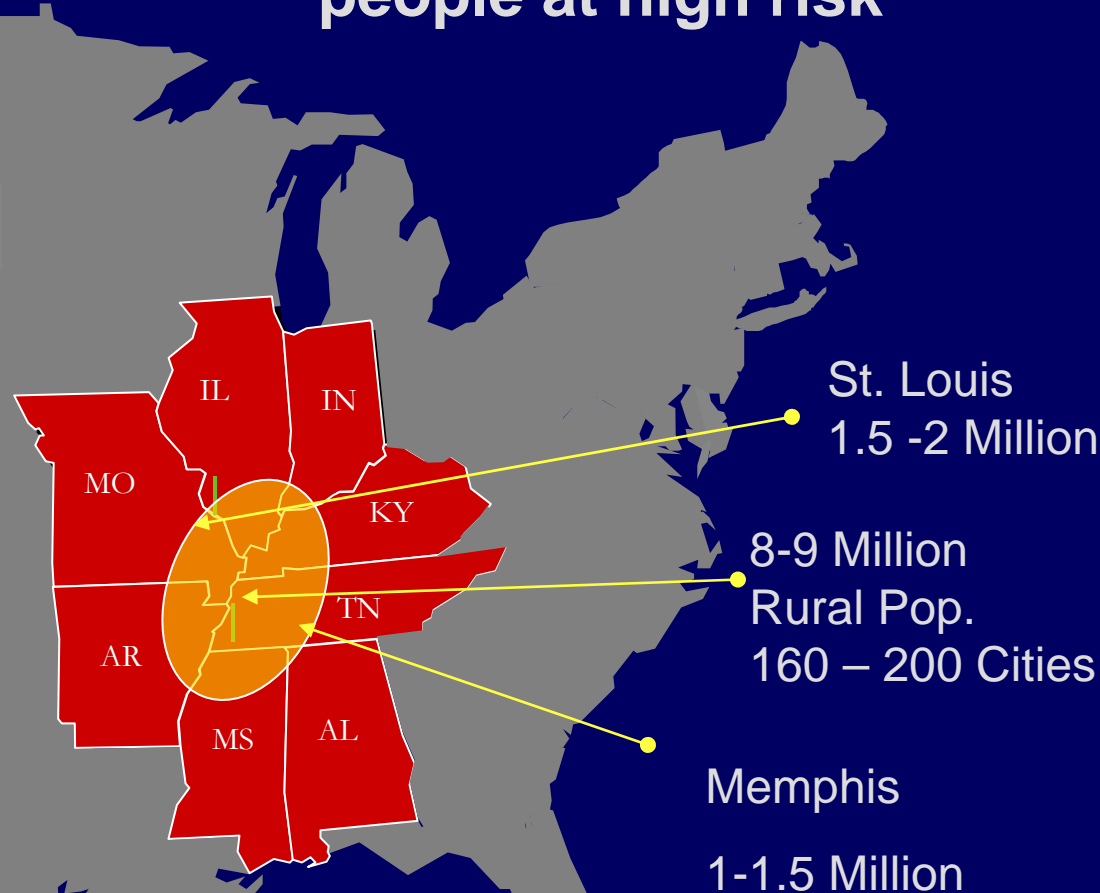 people at high risk
IL
IN
MO
KY
TN
AR
MS
AL
St. Louis
1.5 -2 Million
8-9 Million
Rural Pop.
160 – 200 Cities
Memphis
1-1.5 Million